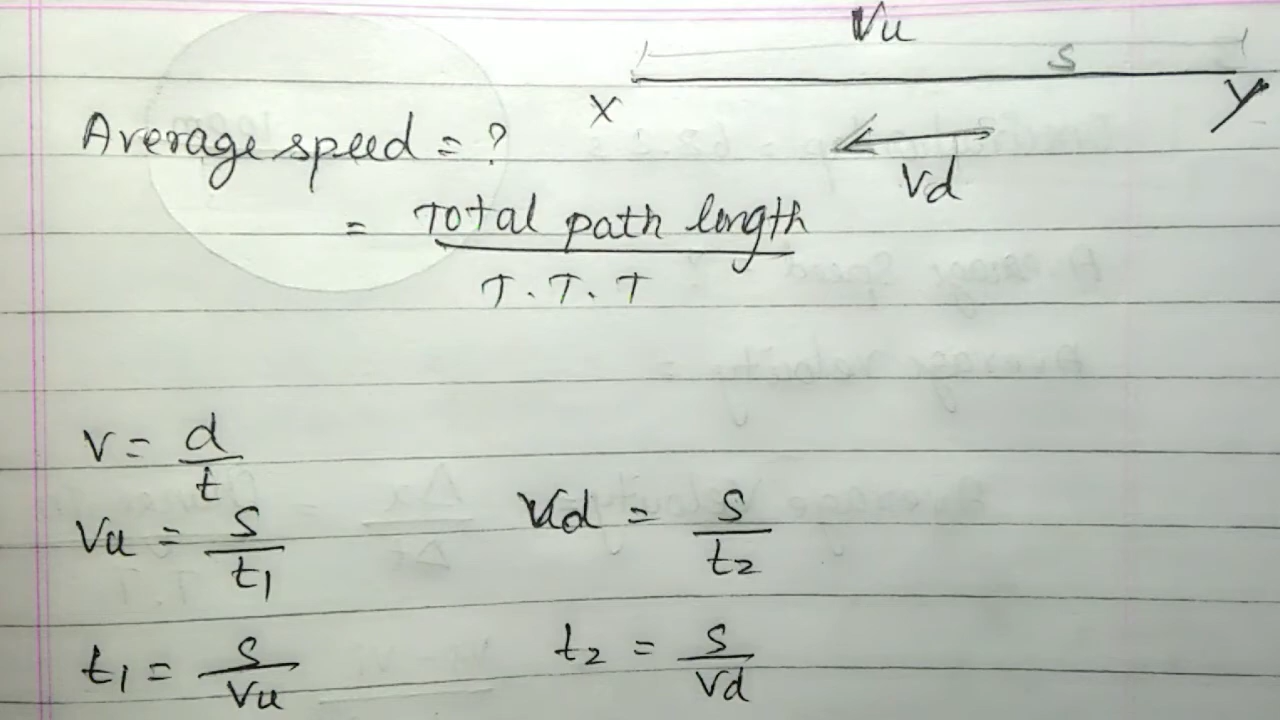 Vu
S
X Y
Average speed = ?
Vd
= Total path length
T. T. T
V = d/t
Vu = S/t1 Vd = S/t2
t1 = S/Vu t2 = S/Vd